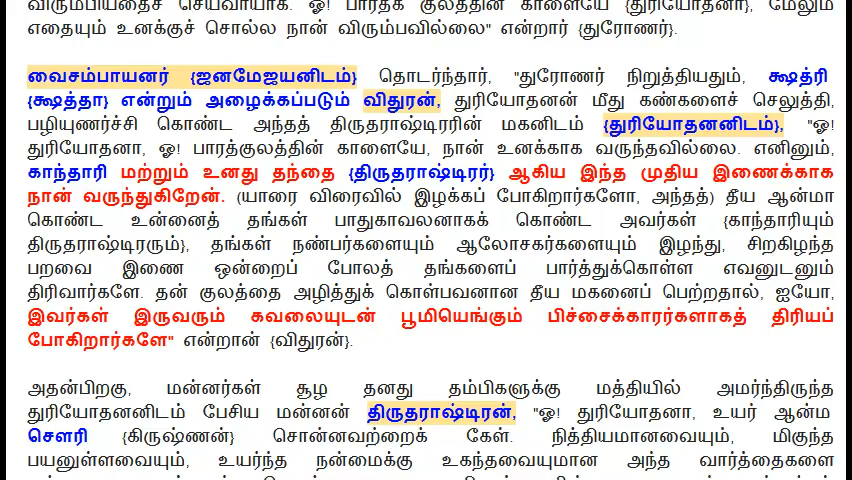 விரும்பியதைச் செய்வாயாக. ஓ! பாரதக் குலத்தின் காளையே {துரியோதனா}, மேலும்
எதையும் உனக்குச் சொல்ல நான் விரும்பவில்லை" என்றார் {துரோணர்}.
வைசம்பாயனர் {ஜனமேஜயனிடம்} தொடர்ந்தார், "துரோணர் நிறுத்தியதும், க்ஷத்ரி
{க்ஷத்தா} என்றும் அழைக்கப்படும் விதுரன், துரியோதனன் மீது கண்களைச் செலுத்தி,
பழியுணர்ச்சி கொண்ட அந்தத் திருதராஷ்டிரரின் மகனிடம் {துரியோதனனிடம்}, "ஓ!
துரியோதனா, ஓ! பாரத்குலத்தின் காளையே, நான் உனக்காக வருந்தவில்லை. எனினும்,
காந்தாரி மற்றும் உனது தந்தை {திருதராஷ்டிரர்} ஆகிய இந்த முதிய இணைக்காக
நான் வருந்துகிறேன். (யாரை விரைவில் இழக்கப் போகிறார்களோ, அந்தத்) தீய ஆன்மா
கொண்ட உன்னைத் தங்கள் பாதுகாவலனாகக் கொண்ட அவர்கள் {காந்தாரியும்
திருதராஷ்டிரரும்}, தங்கள் நண்பர்களையும் ஆலோசகர்களையும் இழந்து, சிறகிழந்த
பறவை இணை ஒன்றைப் போலத் தங்களைப் பார்த்துக்கொள்ள எவனுடனும்
திரிவார்களே. தன் குலத்தை அழித்துக் கொள்பவனான தீய மகனைப் பெற்றதால், ஐயோ,
இவர்கள் இருவரும் கவலையுடன் பூமியெங்கும் பிச்சைக்காரர்களாகத் திரியப்
போகிறார்களே" என்றான் {விதுரன்}.
அதன்பிறகு, மன்னர்கள் சூழ தனது தம்பிகளுக்கு மத்தியில் அமர்ந்திருந்த
துரியோதனனிடம் பேசிய மன்னன் திருதராஷ்டிரன், "ஓ! துரியோதனா, உயர் ஆன்ம
சௌரி {கிருஷ்ணன்} சொன்னவற்றைக் கேள். நித்தியமானவையும், மிகுந்த
பயனுள்ளவையும், உயர்ந்த நன்மைக்கு உகந்தவையுமான அந்த வார்த்தைகளை